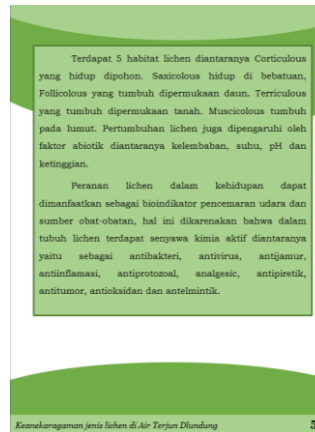 Terdapat 5 habitat lichen diantaranya Corticulous
yang hidup dipohon. Saxicolous hidup di bebatuan,
Follicolous yang tumbuh dipermukaan daun. Terriculous
yang tumbuh dipermukaan tanah. Muscicolous tumbuh
pada lumut. Pertumbuhan lichen juga dipengaruhi oleh
faktor abiotik diantaranya kelembaban, suhu, pH dan
ketinggian.
Peranan lichen dalam kehidupan dapat
dimanfaatkan sebagai bioindikator pencemaran udara dan
sumber obat-obatan, hal ini dikarenakan bahwa dalam
tubuh lichen terdapat senyawa kimia aktif diantaranya
yaitu sebagai antibakteri, antivirus, antijamur,
antiinflamasi, antiprotozoal, analgesic, antipiretik,
antitumor, antioksidan dan antelmintik.
Keanekaragaman jenis lichen di Air Terjun Dlundung